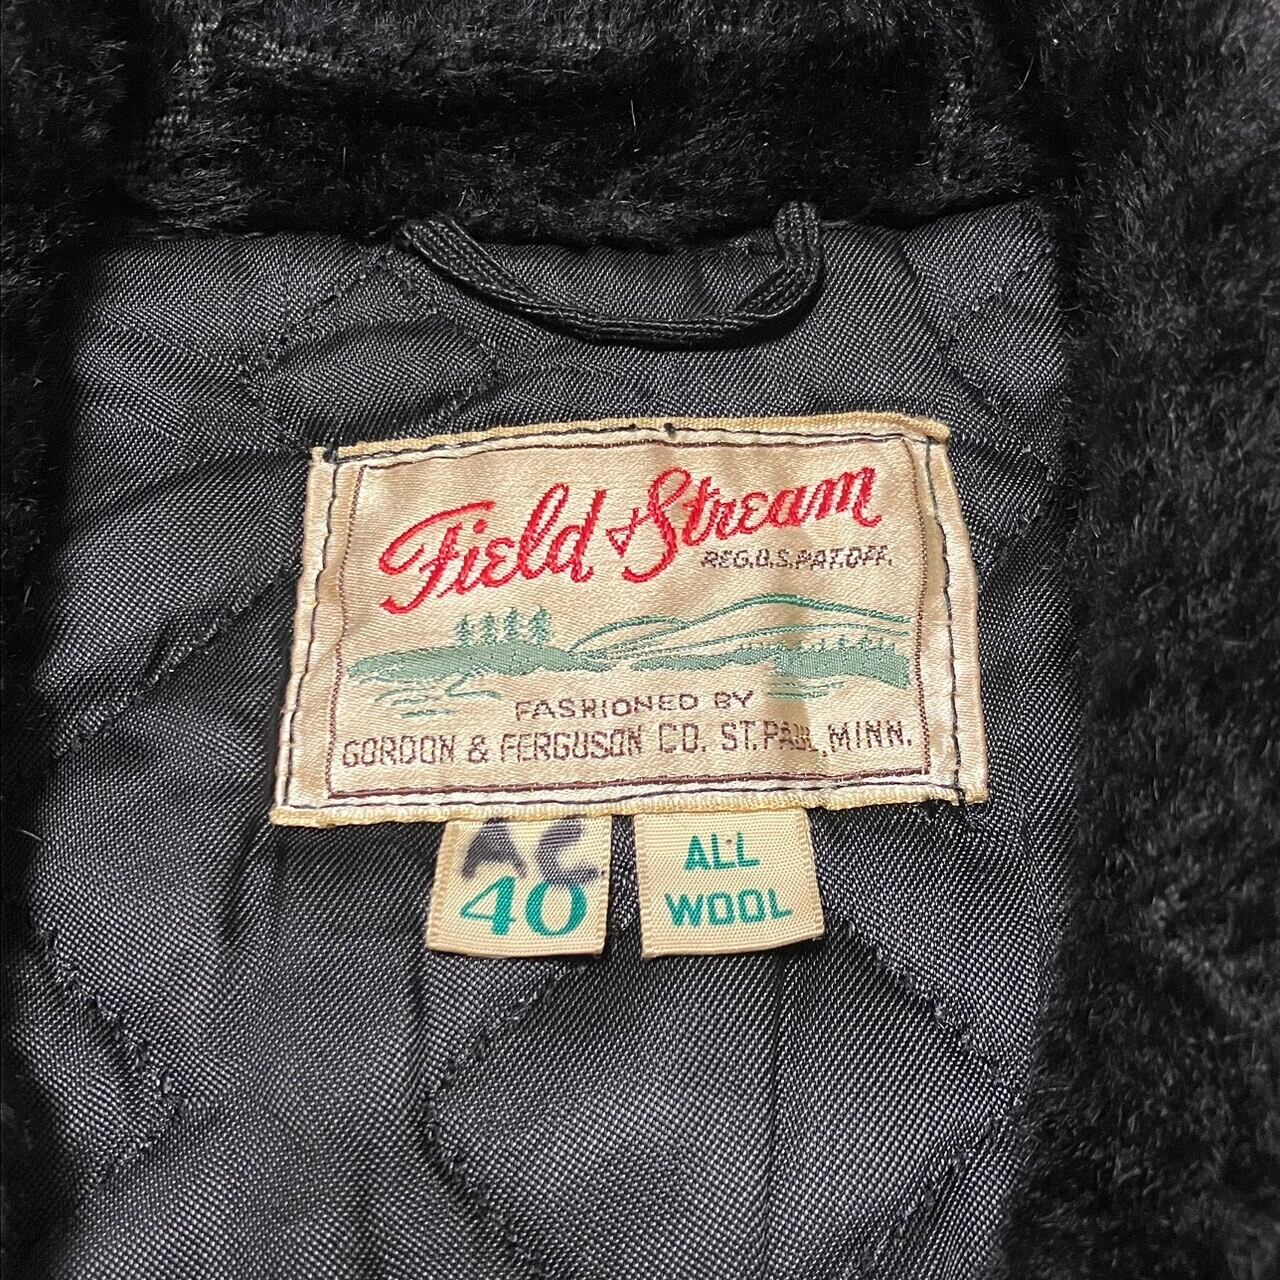 Field & Stream
REG.U.S.PAT.OFF.
FASHIONED BY
GORDON & FERGUSON CO. ST. PAUL, MINN.
AC
40
ALL
WOOL